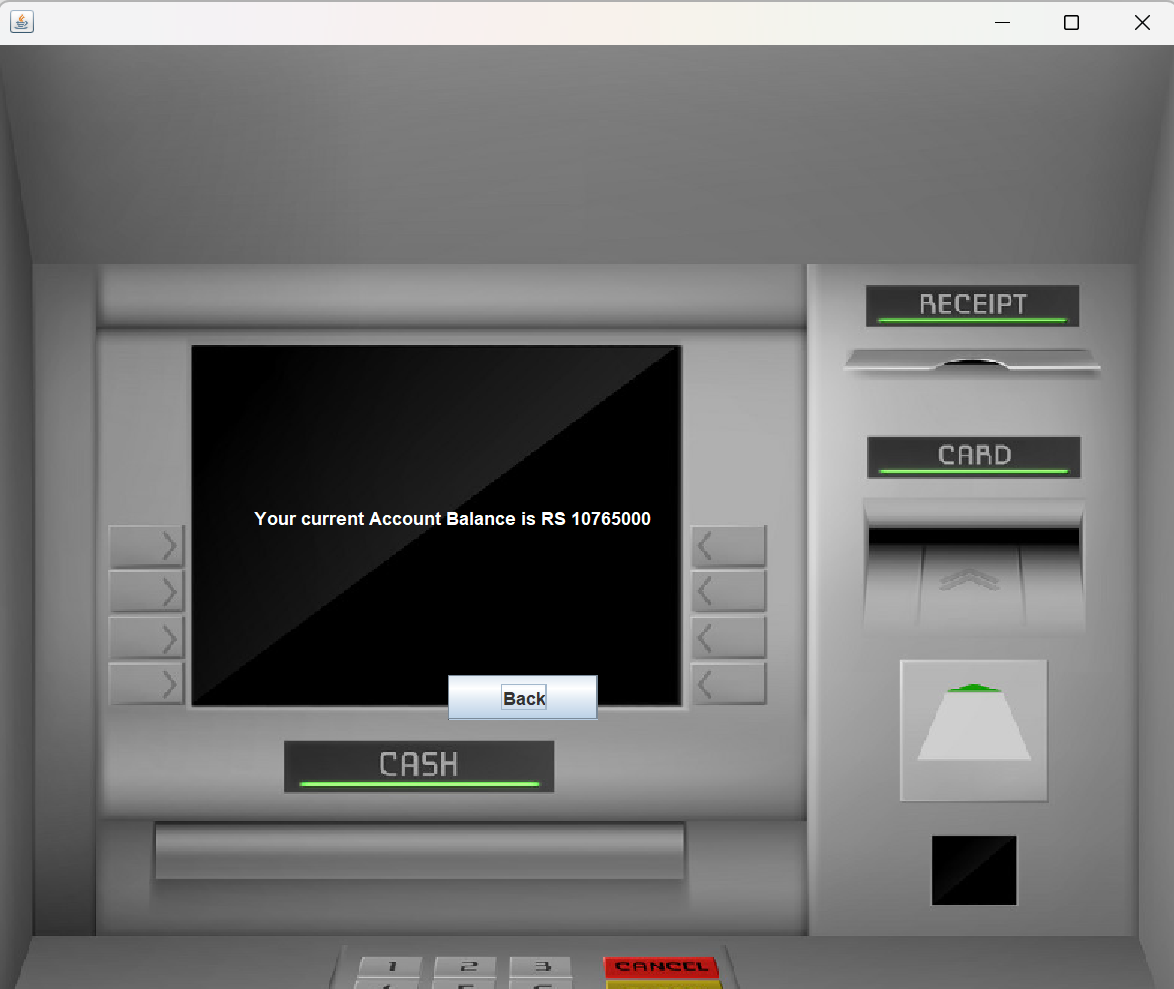 RECEIPT
CARD
Your current Account Balance is RS 10765000
Back
CASH
1 2 3 CANCEL